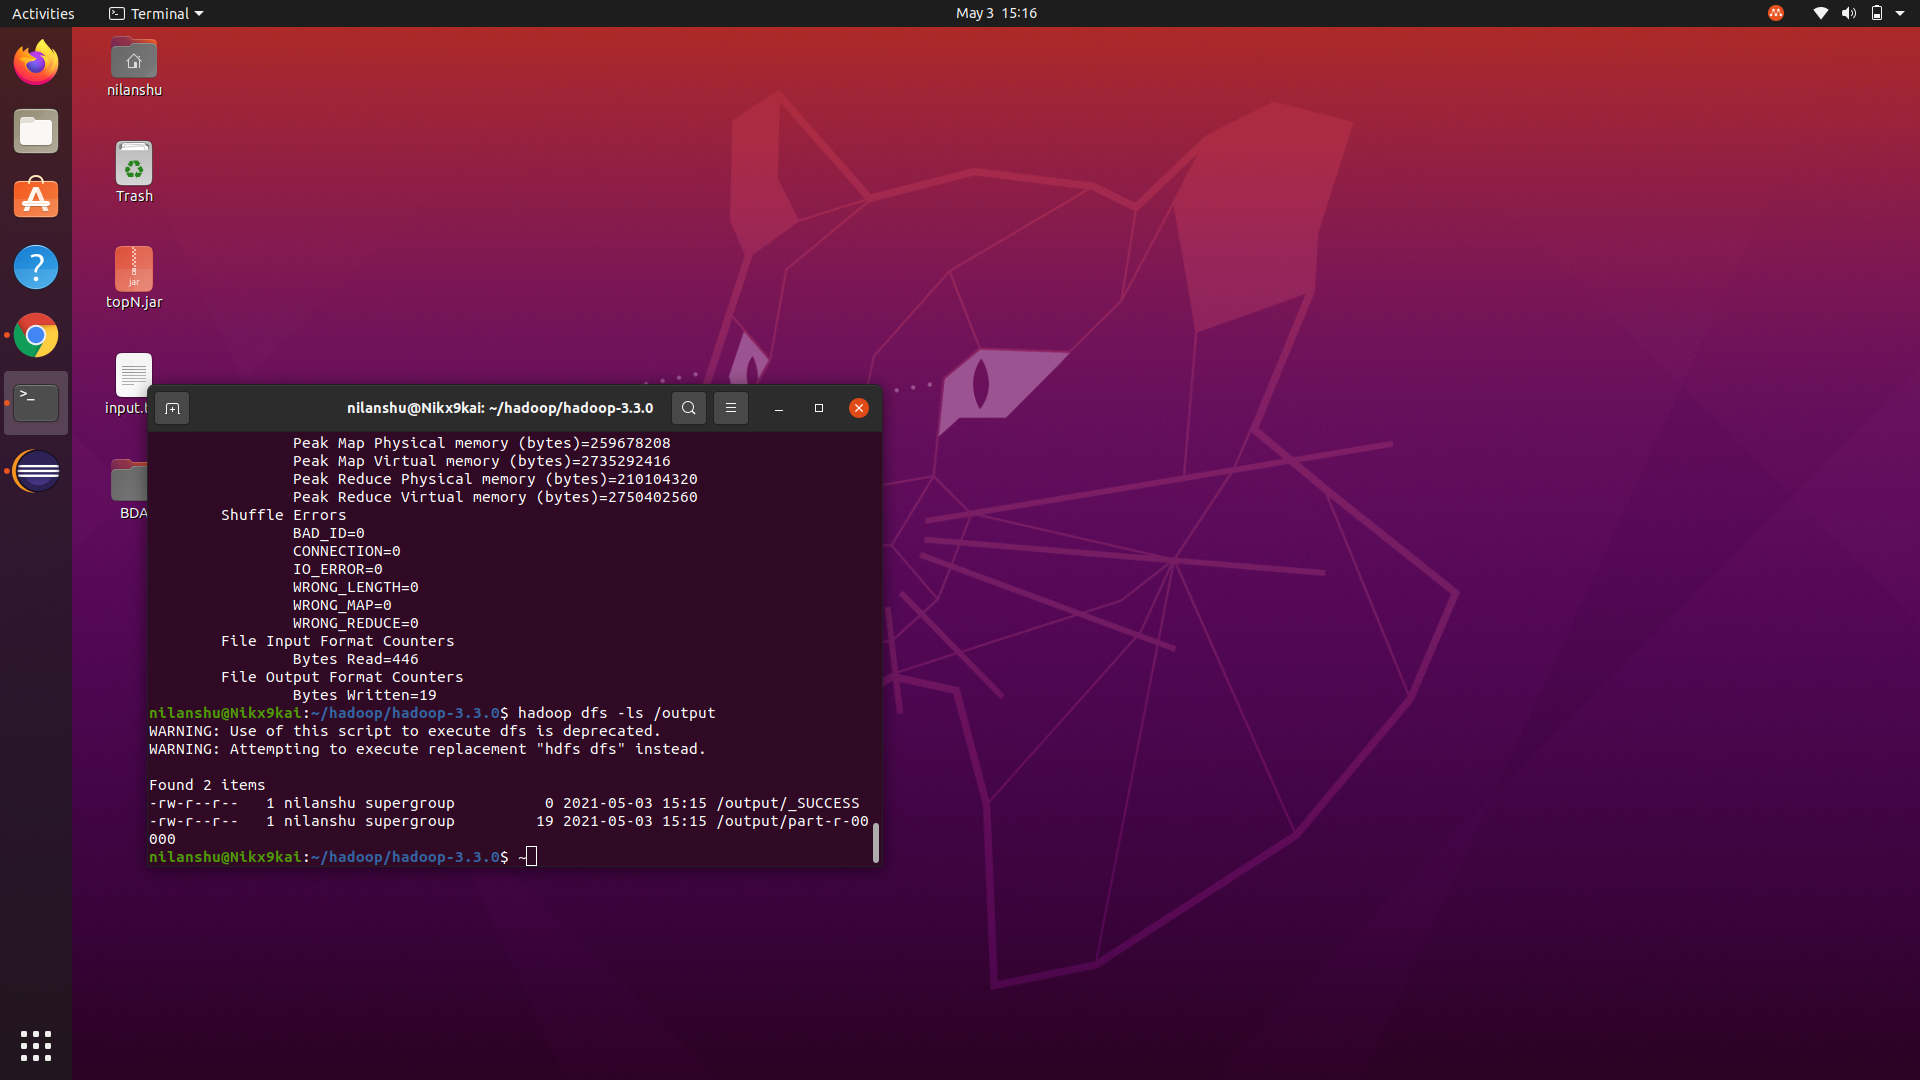 Activities
Terminal
May 3 15:16
nilanshu
Trash
jar
topN.jar
input.t
BDA
nilanshu@Nikx9kai: ~/hadoop/hadoop-3.3.0
Peak Map Physical memory (bytes)=259678208
Peak Map Virtual memory (bytes)=2735292416
Peak Reduce Physical memory (bytes)=210104320
Peak Reduce Virtual memory (bytes)=2750402560
Shuffle Errors
BAD_ID=0
CONNECTION=0
IO_ERROR=0
WRONG_LENGTH=0
WRONG_MAP=0
WRONG_REDUCE=0
File Input Format Counters
Bytes Read=446
File Output Format Counters
Bytes Written=19
nilanshu@Nikx9kai:~/hadoop/hadoop-3.3.0$ hadoop dfs -ls /output
WARNING: Use of this script to execute dfs is deprecated.
WARNING: Attempting to execute replacement "hdfs dfs" instead.
Found 2 items
-rw-r--r--   1 nilanshu supergroup          0 2021-05-03 15:15 /output/_SUCCESS
-rw-r--r--   1 nilanshu supergroup         19 2021-05-03 15:15 /output/part-r-00
000
nilanshu@Nikx9kai:~/hadoop/hadoop-3.3.0$ ~